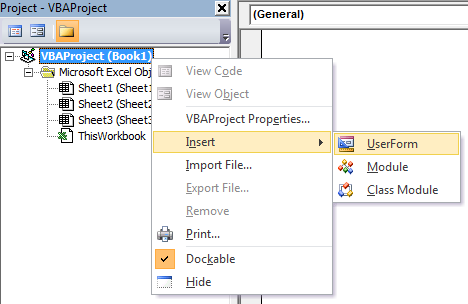 Project - VBAProject
(General)
VBAProject (Book1)
Microsoft Excel Obj
Sheet1 (Sheet1
Sheet2 (Sheet2
Sheet3 (Sheet3
ThisWorkbook
View Code
View Object
VBAProject Properties...
Insert
Import File...
Export File...
Remove
Print...
Dockable
Hide
UserForm
Module
Class Module